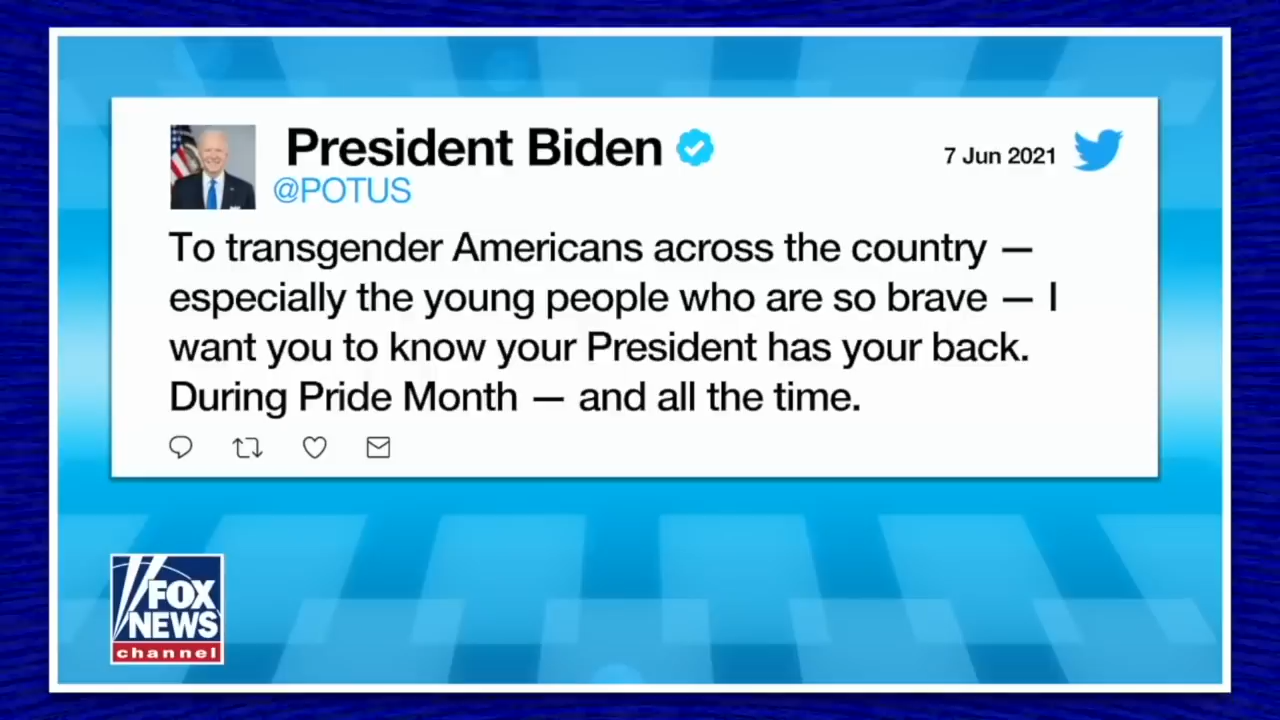 President Biden
@POTUS
7 Jun 2021
To transgender Americans across the country —
especially the young people who are so brave — I
want you to know your President has your back.
During Pride Month — and all the time.
FOX
NEWS
channel